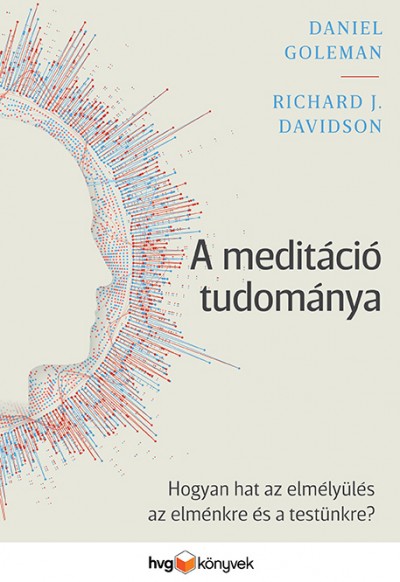 DANIEL
GOLEMAN
RICHARD J.
DAVIDSON
A meditáció
tudománya
Hogyan hat az elmélyülés
az elménkre és a testünkre?
hvg könyvek